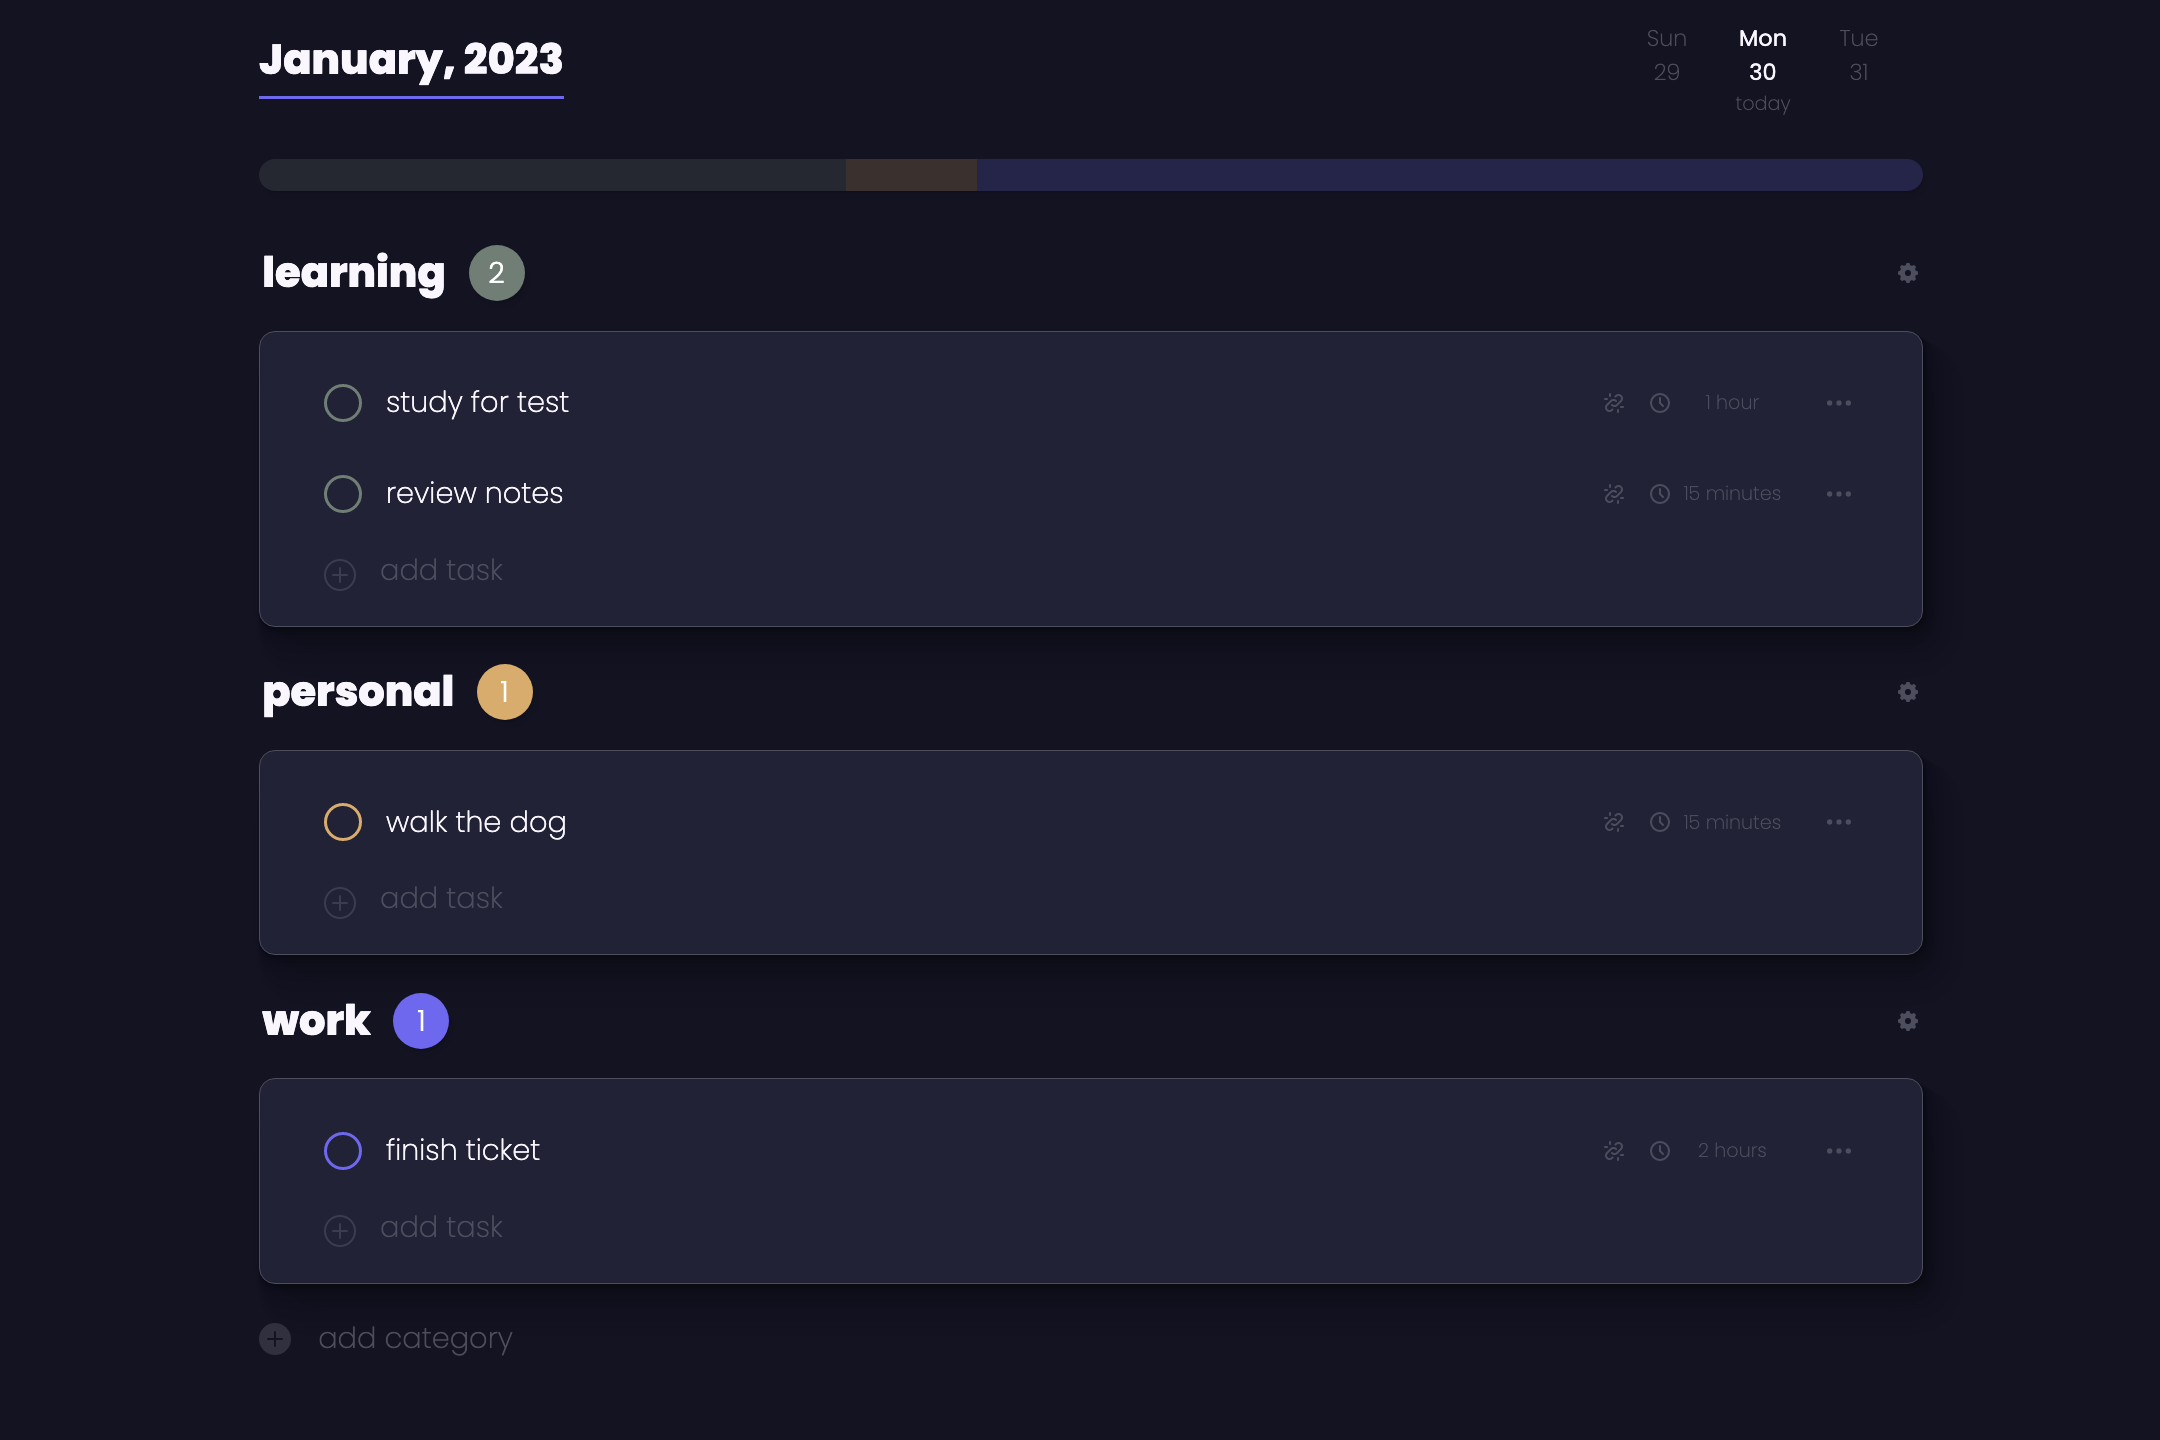 January, 2023
Sun Mon Tue
29 30 31
today
learning 2
study for test 1 hour
review notes 15 minutes
add task
personal 1
walk the dog 15 minutes
add task
work 1
finish ticket 2 hours
add task
add category